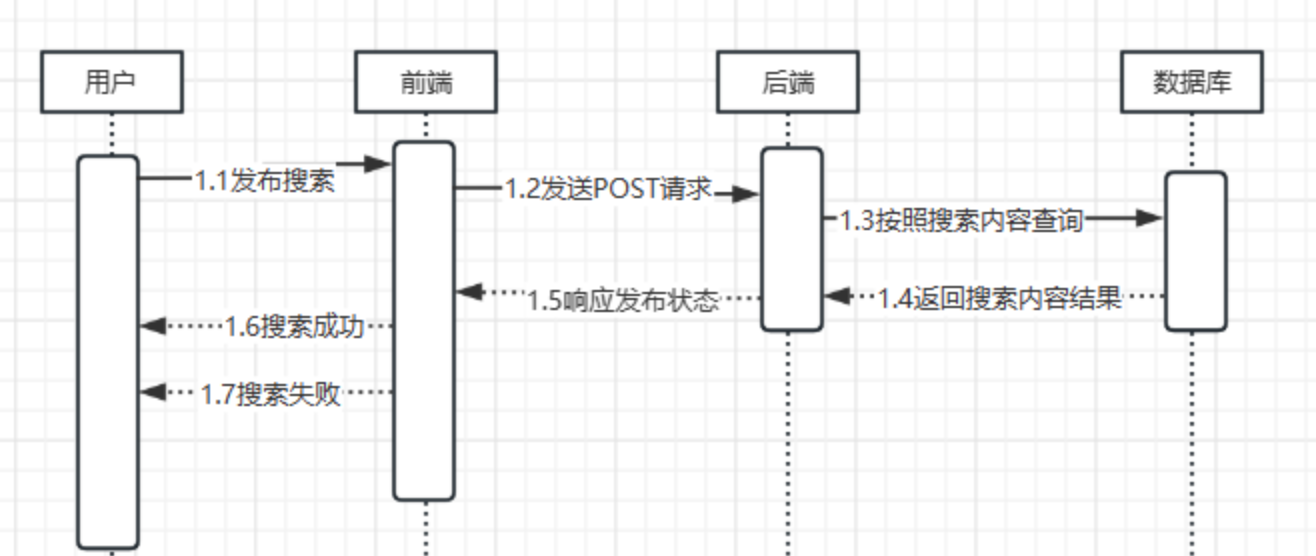 用户
前端
后端
数据库
1.1发布搜索
1.2发送POST请求
1.3按照搜索内容查询
1.4返回搜索内容结果
1.5响应发布状态
1.6搜索成功
1.7搜索失败